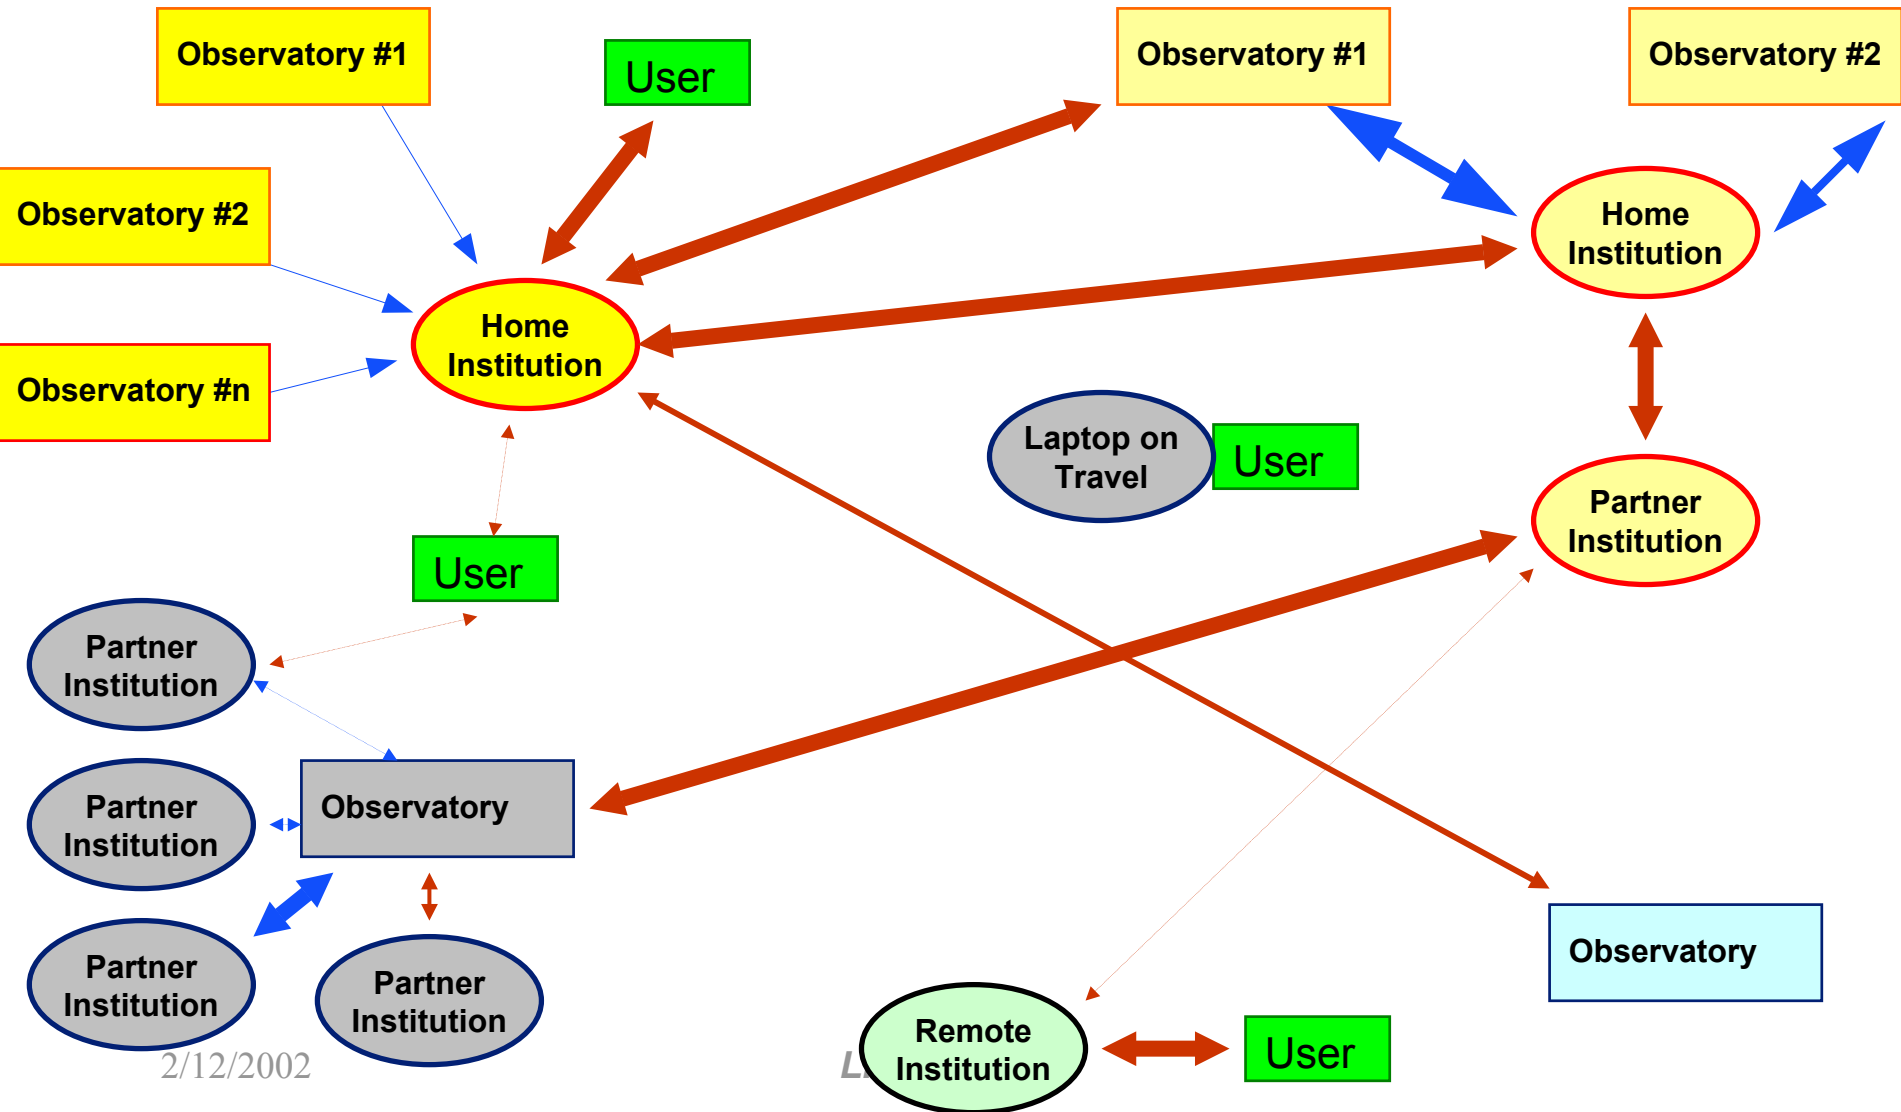 Observatory #1
User
Observatory #1
Observatory #2
Observatory #2
Home
Institution
Home
Institution
Observatory #n
Laptop on
Travel
User
Partner
Institution
User
Partner
Institution
Partner
Institution
Observatory
Observatory
Partner
Institution
Partner
Institution
Remote
Institution
User
2/12/2002